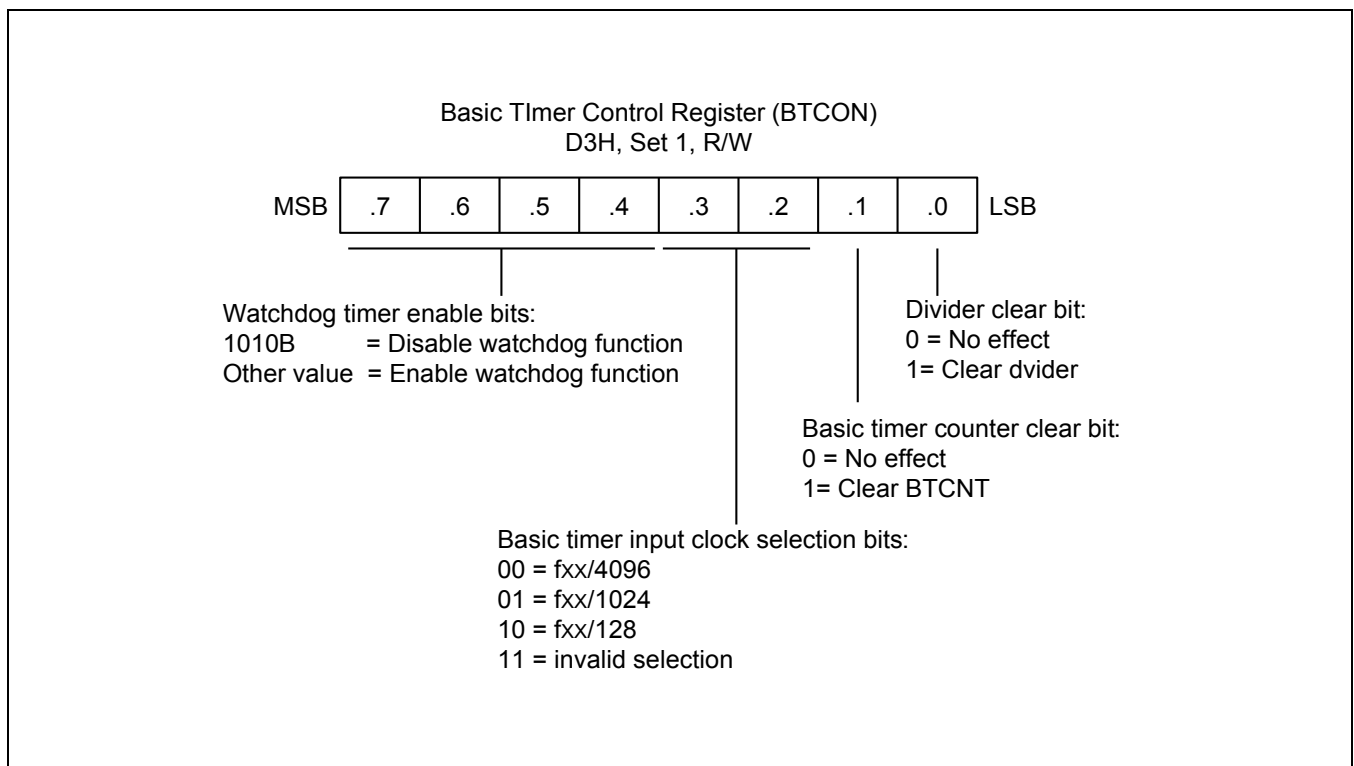 Basic TImer Control Register (BTCON)
D3H, Set 1, R/W
MSB .7 .6 .5 .4 .3 .2 .1 .0 LSB
Watchdog timer enable bits:
1010B = Disable watchdog function
Other value = Enable watchdog function
Divider clear bit:
0 = No effect
1= Clear dvider
Basic timer counter clear bit:
0 = No effect
1= Clear BTCNT
Basic timer input clock selection bits:
00 = fxx/4096
01 = fxx/1024
10 = fxx/128
11 = invalid selection